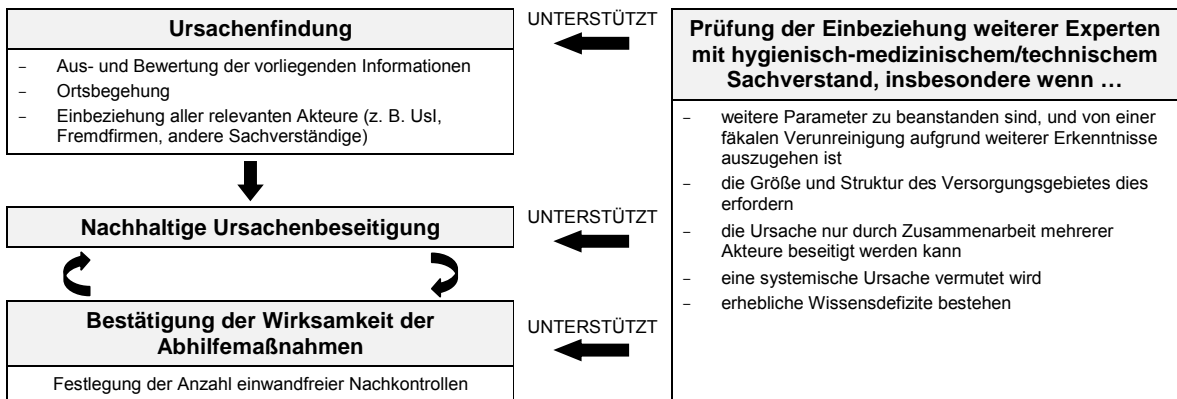 Ursachenfindung
– Aus- und Bewertung der vorliegenden Informationen
– Ortsbegehung
– Einbeziehung aller relevanten Akteure (z. B. UsI,
Fremdfirmen, andere Sachverständige)
UNTERSTÜTZT
Nachhaltige Ursachenbeseitigung
UNTERSTÜTZT
Bestätigung der Wirksamkeit der
Abhilfemaßnahmen
Festlegung der Anzahl einwandfreier Nachkontrollen
UNTERSTÜTZT
Prüfung der Einbeziehung weiterer Experten
mit hygienisch-medizinischem/technischem
Sachverstand, insbesondere wenn …
– weitere Parameter zu beanstanden sind, und von einer
fäkalen Verunreinigung aufgrund weiterer Erkenntnisse
auszugehen ist
– die Größe und Struktur des Versorgungsgebietes dies
erfordern
– die Ursache nur durch Zusammenarbeit mehrerer
Akteure beseitigt werden kann
– eine systemische Ursache vermutet wird
– erhebliche Wissensdefizite bestehen